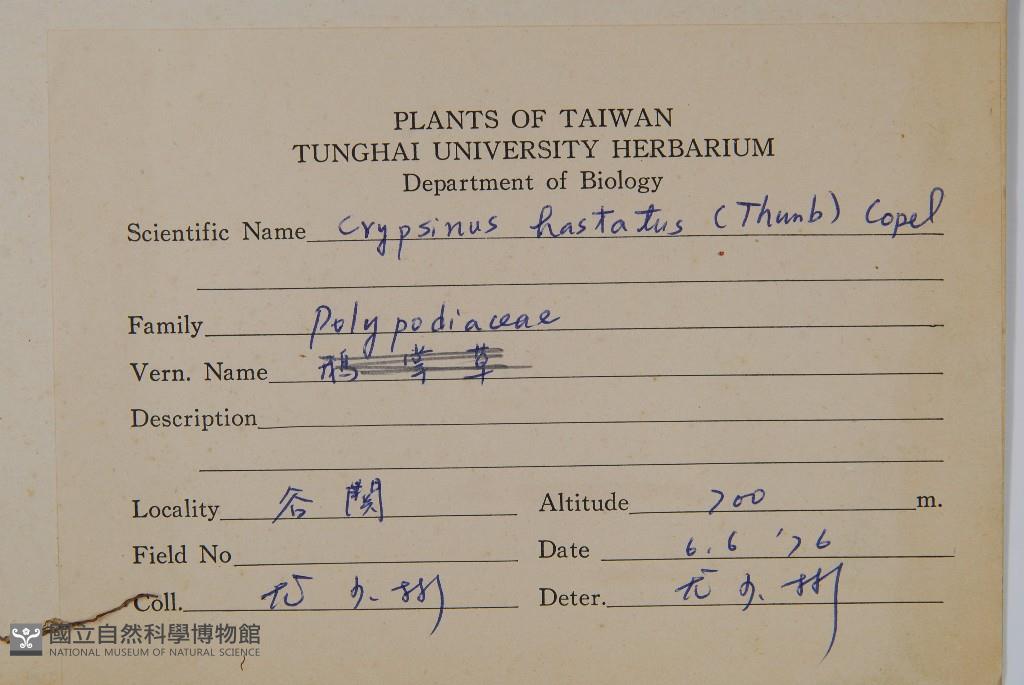 PLANTS OF TAIWAN
TUNGHAI UNIVERSITY HERBARIUM
Department of Biology
Scientific Name Crypsinus hastatus (Thunb) Copel
Family Polypodiaceae
Vern. Name
Description
Locality 谷關 Altitude 700 m.
Field No Date 6.6 '76
Coll.
Deter.
國立自然科學博物館
NATIONAL MUSEUM OF NATURAL SCIENCE